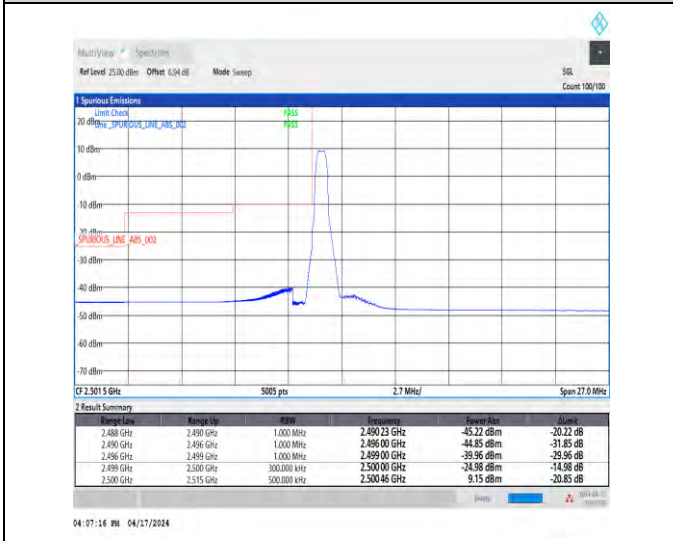 MultiView Spectrum
Ref Level 25.00 dBm Offset 6.94 dB Mode Sweep SGL
Count 100/100
1 Spurious Emissions
Limit Check PASS
20 dBm
Line _SPURIOUS_LINE_ABS_002 PASS
10 dBm
0 dBm
-10 dBm
-20 dBm
_SPURIOUS_LINE_ABS_002
-30 dBm
-40 dBm
-50 dBm
-60 dBm
-70 dBm
CF 2.501 5 GHz 5005 pts 2.7 MHz/ Span 27.0 MHz
2 Result Summary
Range Low Range Up RBW Frequency Power Abs ΔLimit
2.488 GHz 2.490 GHz 1.000 MHz 2.490 23 GHz -45.22 dBm -20.22 dB
2.490 GHz 2.496 GHz 1.000 MHz 2.496 00 GHz -44.85 dBm -31.85 dB
2.496 GHz 2.499 GHz 1.000 MHz 2.499 00 GHz -39.96 dBm -29.96 dB
2.499 GHz 2.500 GHz 300.000 kHz 2.500 00 GHz -24.98 dBm -14.98 dB
2.500 GHz 2.515 GHz 500.000 kHz 2.500 46 GHz 9.15 dBm -20.85 dB
Ready
04:07:16 PM 04/17/2024